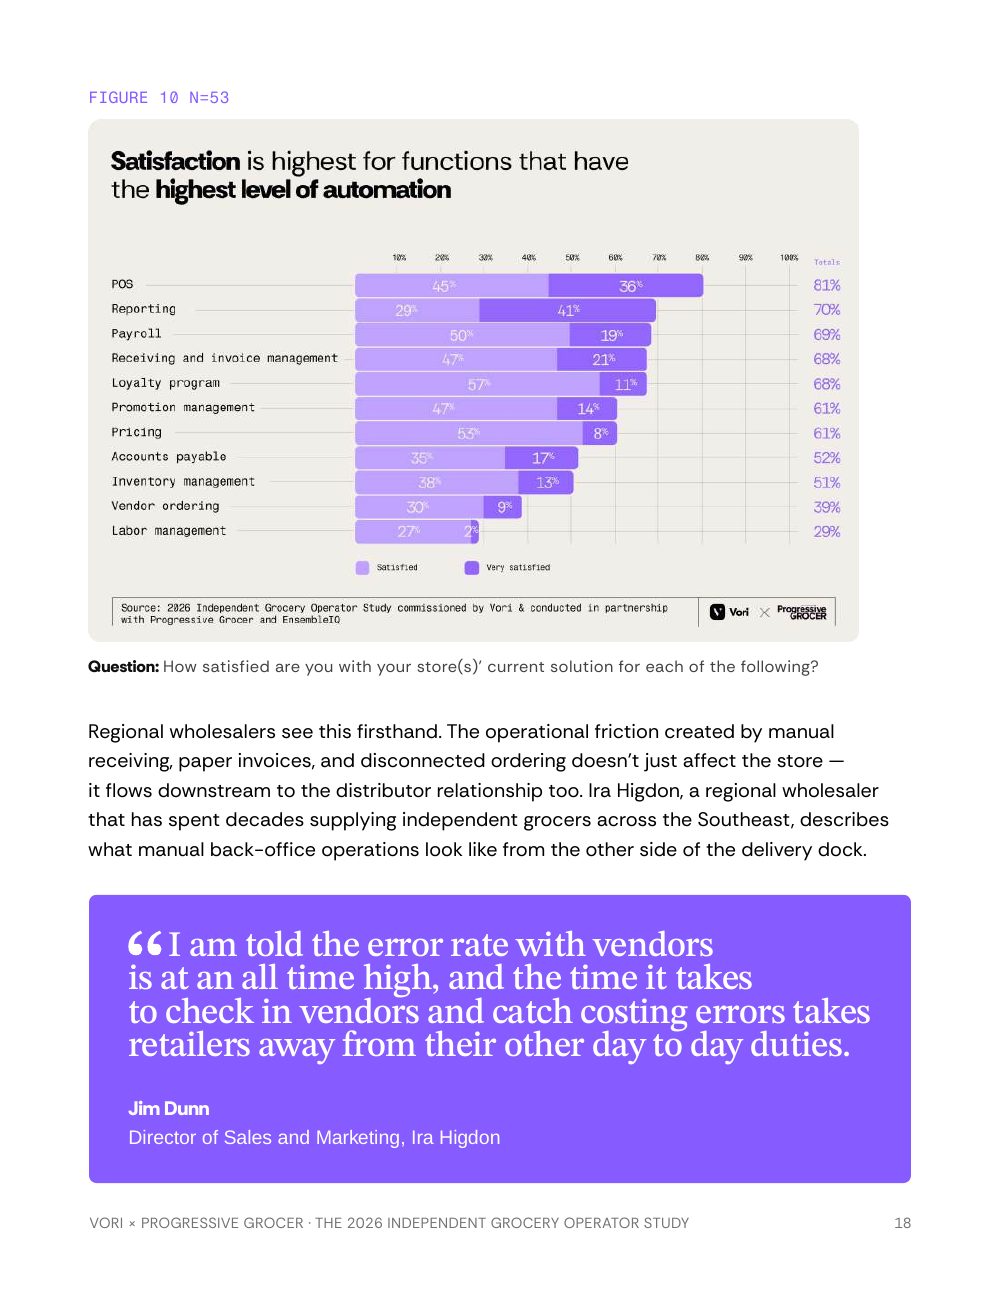 FIGURE 10 N=53
Satisfaction is highest for functions that have
the highest level of automation
10% 20% 30% 40% 50% 60% 70% 80% 90% 100% Totals
POS 45% 36% 81%
Reporting 29% 41% 70%
Payroll 50% 19% 69%
Receiving and invoice management 47% 21% 68%
Loyalty program 57% 11% 68%
Promotion management 47% 14% 61%
Pricing 53% 8% 61%
Accounts payable 35% 17% 52%
Inventory management 38% 13% 51%
Vendor ordering 30% 9% 39%
Labor management 27% 2% 29%
Satisfied Very satisfied
Source: 2026 Independent Grocery Operator Study commissioned by Vori & conducted in partnership
with Progressive Grocer and EnsembleIQ
Vori × Progressive
GROCER
Question: How satisfied are you with your store(s)’ current solution for each of the following?
Regional wholesalers see this firsthand. The operational friction created by manual
receiving, paper invoices, and disconnected ordering doesn’t just affect the store —
it flows downstream to the distributor relationship too. Ira Higdon, a regional wholesaler
that has spent decades supplying independent grocers across the Southeast, describes
what manual back-office operations look like from the other side of the delivery dock.
“I am told the error rate with vendors
is at an all time high, and the time it takes
to check in vendors and catch costing errors takes
retailers away from their other day to day duties.
Jim Dunn
Director of Sales and Marketing, Ira Higdon
VORI × PROGRESSIVE GROCER · THE 2026 INDEPENDENT GROCERY OPERATOR STUDY 18